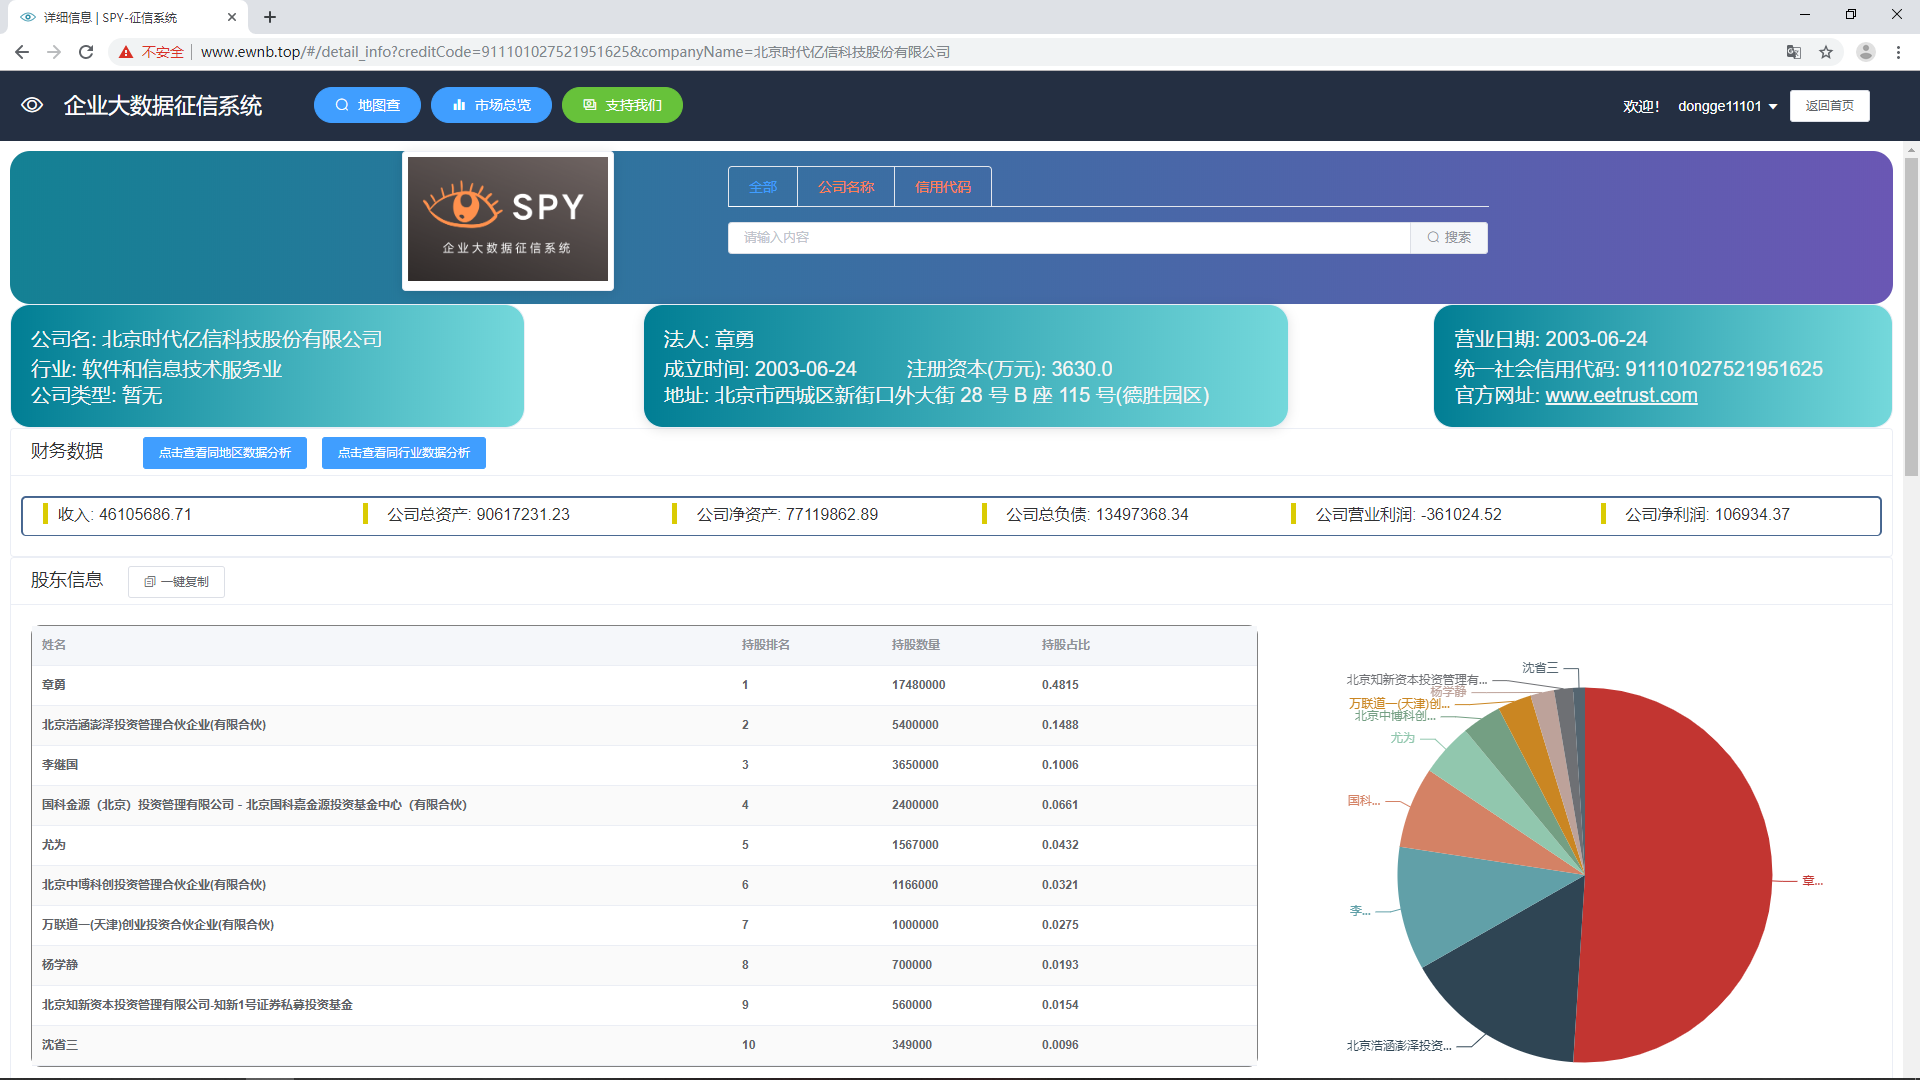 详细信息 | SPY-征信系统
不安全 | www.ewnb.top/#/detail_info?creditCode=911101027521951625&companyName=北京时代亿信科技股份有限公司
企业大数据征信系统 地图查 市场总览 支持我们 欢迎! dongge11101 返回首页
SPY
企业大数据征信系统
全部 公司名称 信用代码
请输入内容 搜索
公司名: 北京时代亿信科技股份有限公司
行业: 软件和信息技术服务业
公司类型: 暂无
法人: 章勇
成立时间: 2003-06-24 注册资本(万元): 3630.0
地址: 北京市西城区新街口外大街 28 号 B 座 115 号(德胜园区)
营业日期: 2003-06-24
统一社会信用代码: 911101027521951625
官方网址: www.eetrust.com
财务数据 点击查看同地区数据分析 点击查看同行业数据分析
收入: 46105686.71 公司总资产: 90617231.23 公司净资产: 77119862.89 公司总负债: 13497368.34 公司营业利润: -361024.52 公司净利润: 106934.37
股东信息 一键复制
姓名 持股排名 持股数量 持股占比
章勇 1 17480000 0.4815
北京浩涵澎泽投资管理合伙企业(有限合伙) 2 5400000 0.1488
李继国 3 3650000 0.1006
国科金源（北京）投资管理有限公司－北京国科嘉金源投资基金中心（有限合伙) 4 2400000 0.0661
尤为 5 1567000 0.0432
北京中博科创投资管理合伙企业(有限合伙) 6 1166000 0.0321
万联道一(天津)创业投资合伙企业(有限合伙) 7 1000000 0.0275
杨学静 8 700000 0.0193
北京知新资本投资管理有限公司-知新1号证券私募投资基金 9 560000 0.0154
沈省三 10 349000 0.0096
沈省三
北京知新资本投资管理有...
杨学静
万联道一(天津)创...
北京中博科创...
尤为
国科...
章...
李...
北京浩涵澎泽投资...